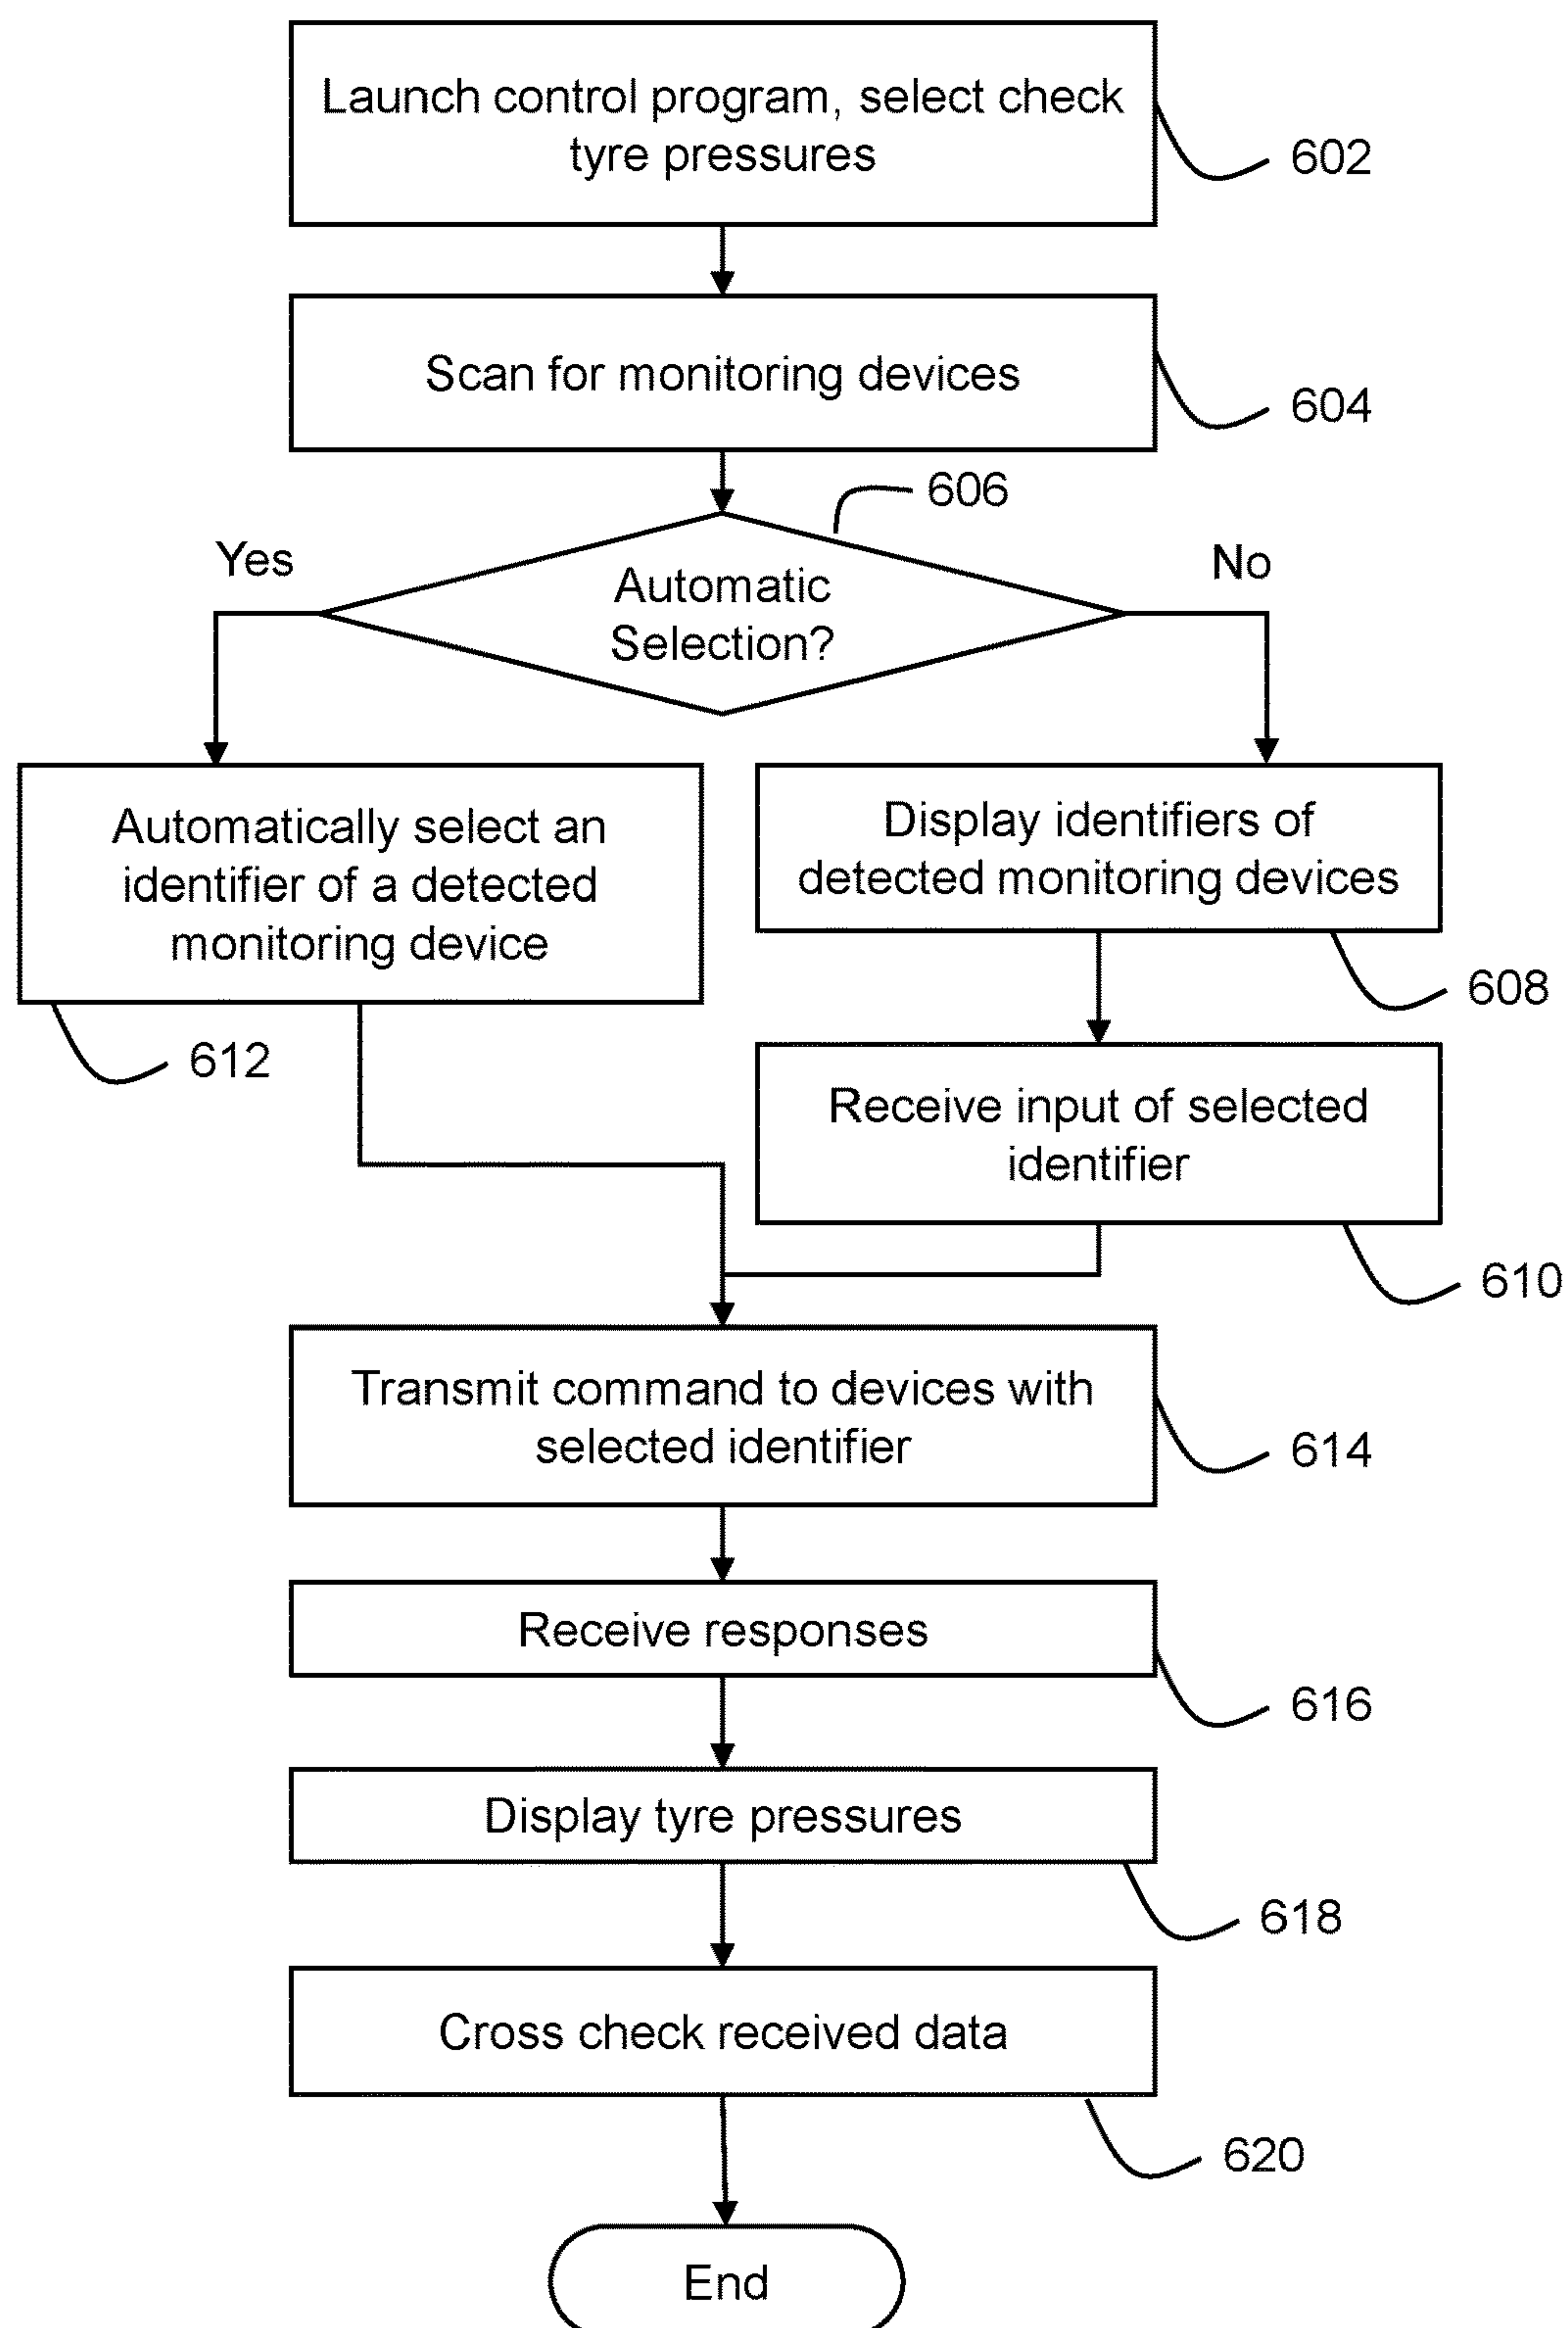 Launch control program, select check
tyre pressures
602
Scan for monitoring devices
604
606
Yes
No
Automatic
Selection?
Automatically select an
identifier of a detected
monitoring device
612
Display identifiers of
detected monitoring devices
608
Receive input of selected
identifier
610
Transmit command to devices with
selected identifier
614
Receive responses
616
Display tyre pressures
618
Cross check received data
620
End